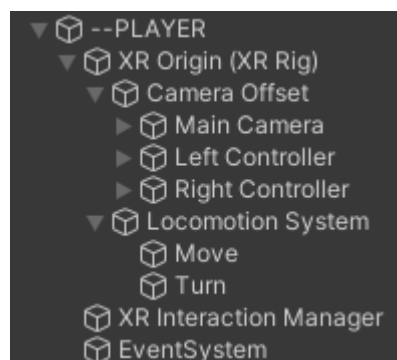 --PLAYER
XR Origin (XR Rig)
Camera Offset
Main Camera
Left Controller
Right Controller
Locomotion System
Move
Turn
XR Interaction Manager
EventSystem